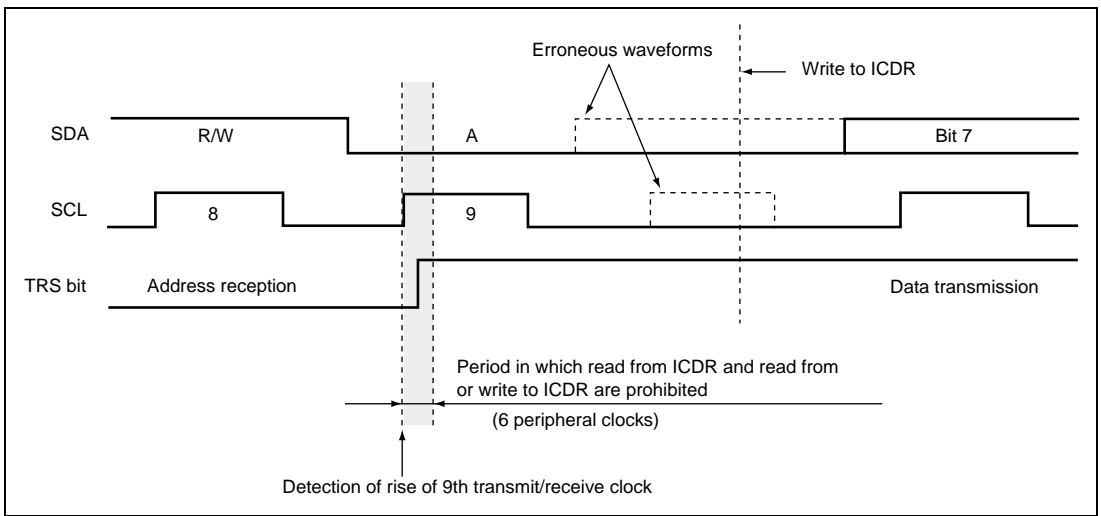 Erroneous waveforms
Write to ICDR
SDA
R/W
A
Bit 7
SCL
8
9
TRS bit
Address reception
Data transmission
Period in which read from ICDR and read from
or write to ICDR are prohibited
(6 peripheral clocks)
Detection of rise of 9th transmit/receive clock